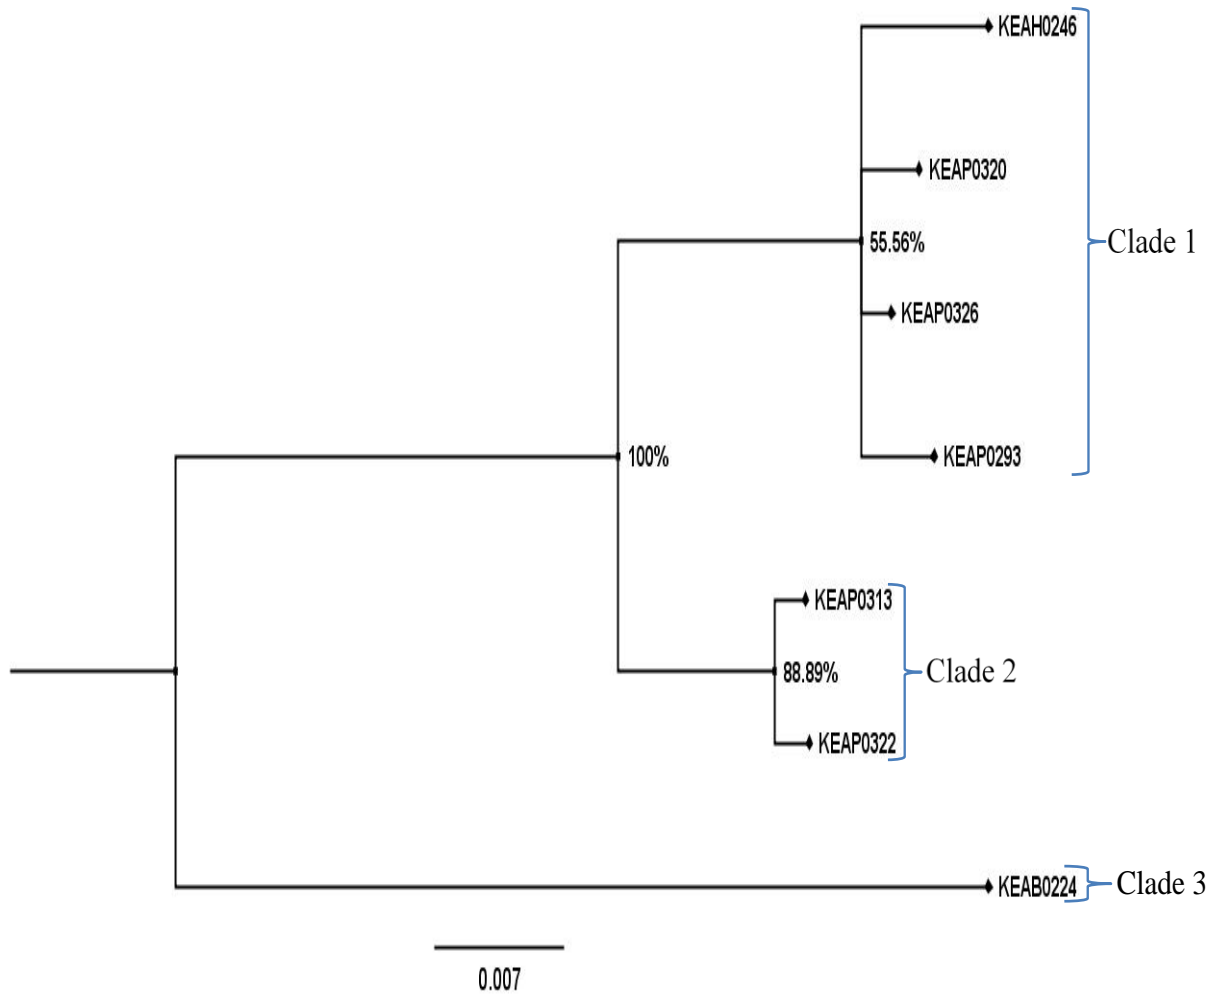 KEAH0246
KEAP0320
55.56%
Clade 1
KEAP0326
100%
KEAP0293
KEAP0313
88.89%
Clade 2
KEAP0322
KEAB0224
Clade 3
0.007